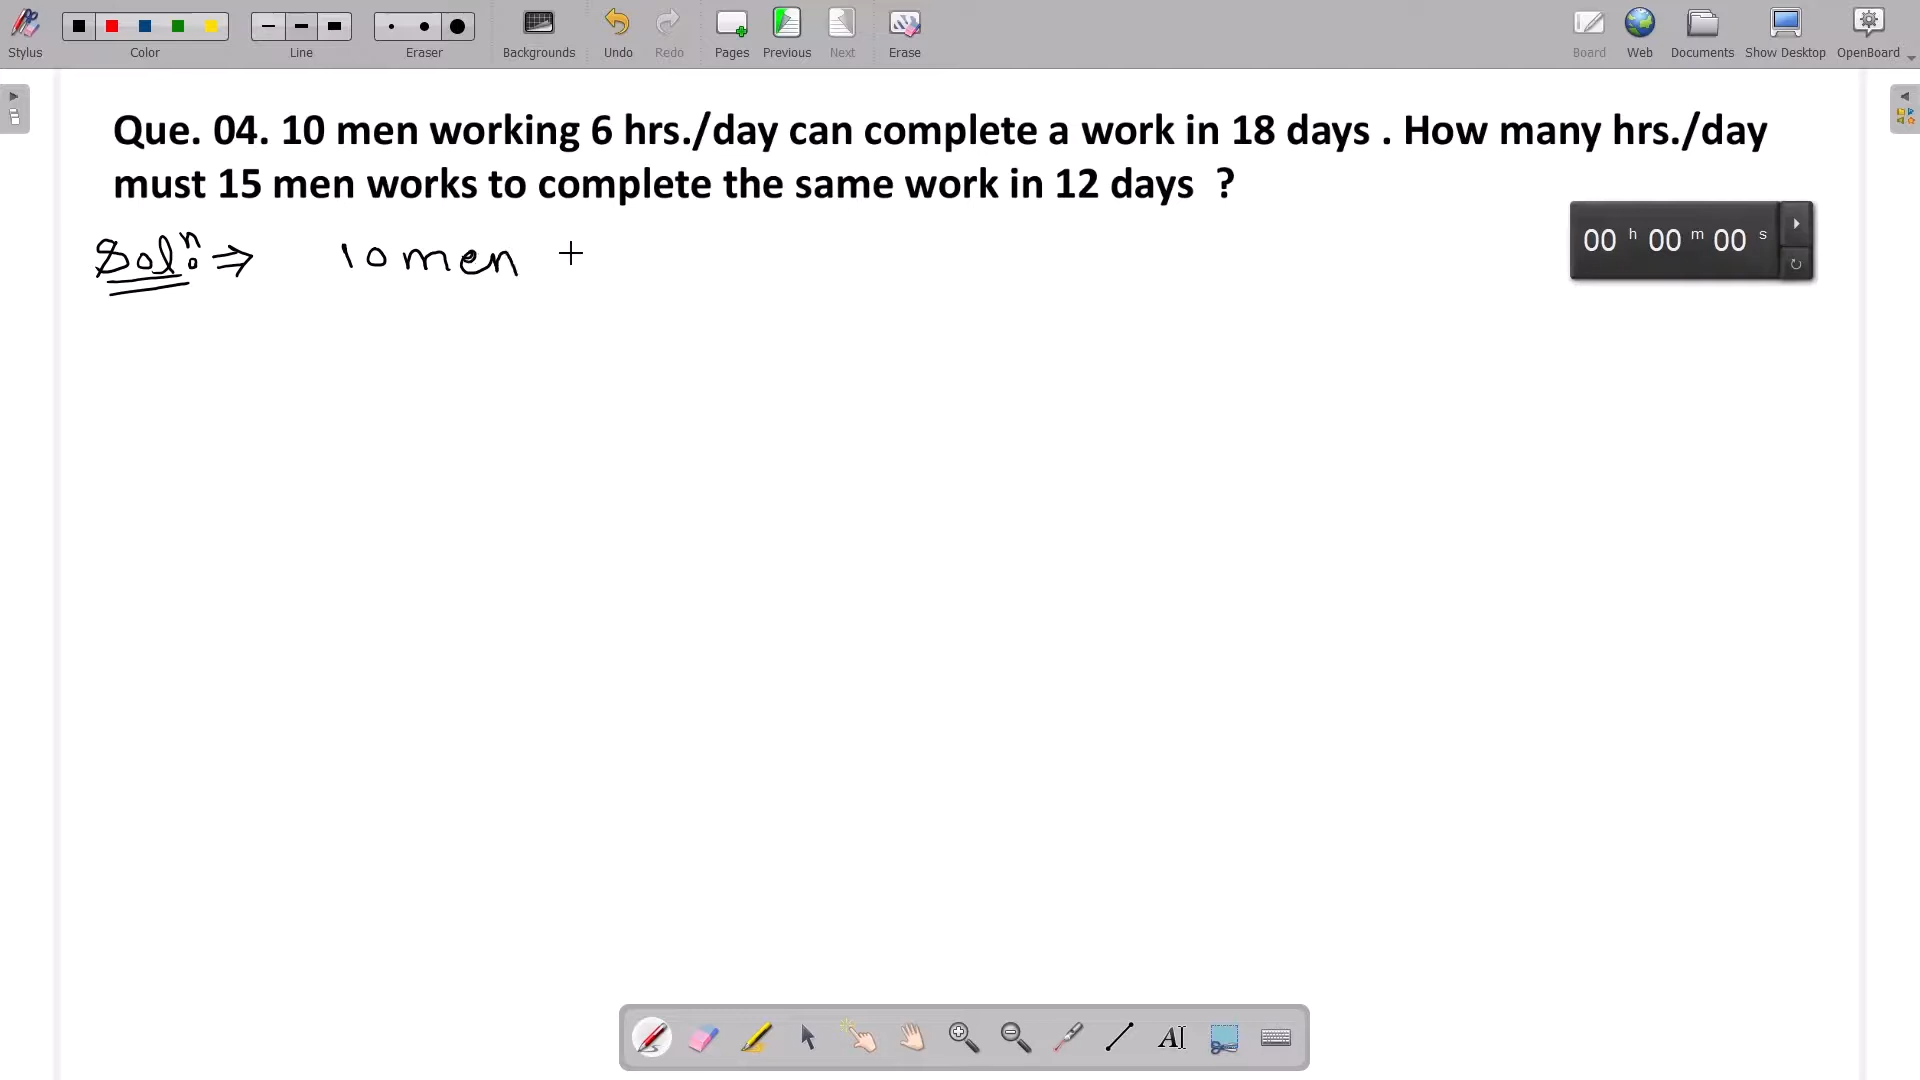 Stylus Color Line Eraser Backgrounds Undo Redo Pages Previous Next Erase Board Web Documents Show Desktop OpenBoard
Que. 04. 10 men working 6 hrs./day can complete a work in 18 days . How many hrs./day
must 15 men works to complete the same work in 12 days ?
Solⁿ: ⇒ 10 men
00 h 00 m 00 s